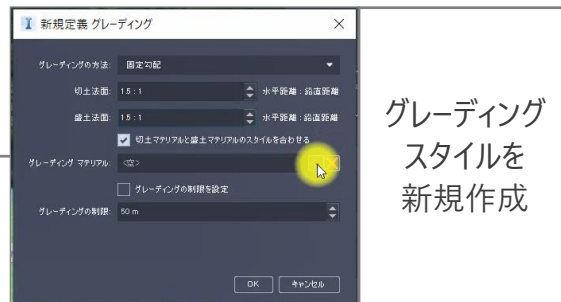 新規定義 グレーディング
グレーディングの方法: 固定勾配
切土法面: 1.5 : 1 水平距離 : 鉛直距離
盛土法面: 1.5 : 1 水平距離 : 鉛直距離
切土マテリアルと盛土マテリアルのスタイルを合わせる
グレーディング マテリアル: <空>
グレーディングの制限を設定
グレーディングの制限: 50 m
OK キャンセル
グレーディング
スタイルを
新規作成